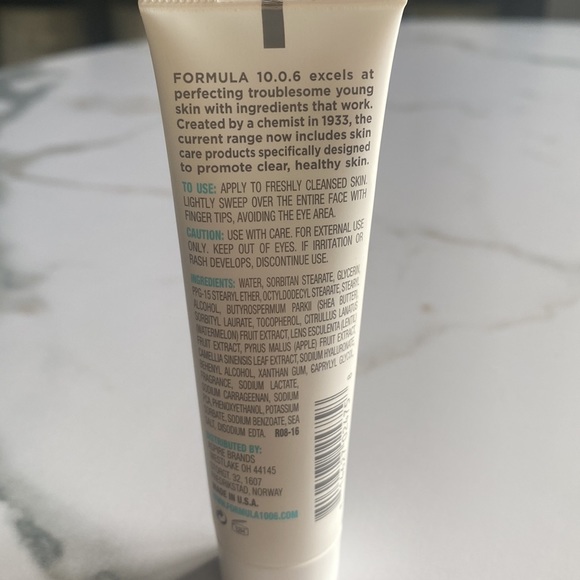 FORMULA 10.0.6 excels at
perfecting troublesome young
skin with ingredients that work.
Created by a chemist in 1933, the
current range now includes skin
care products specifically designed
to promote clear, healthy skin.
TO USE: APPLY TO FRESHLY CLEANSED SKIN.
LIGHTLY SWEEP OVER THE ENTIRE FACE WITH
FINGER TIPS, AVOIDING THE EYE AREA.
CAUTION: USE WITH CARE. FOR EXTERNAL USE
ONLY. KEEP OUT OF EYES. IF IRRITATION OR
RASH DEVELOPS, DISCONTINUE USE.
INGREDIENTS: WATER, SORBITAN STEARATE, GLYCERIN,
PPG-15 STEARYL ETHER, OCTYLDODECYL STEARATE, STEARYL
ALCOHOL, BUTYROSPERMUM PARKII (SHEA BUTTER),
SORBITYL LAURATE, TOCOPHEROL, CITRULLUS LANATUS
(WATERMELON) FRUIT EXTRACT, LENS ESCULENTA (LENTIL)
FRUIT EXTRACT, PYRUS MALUS (APPLE) FRUIT EXTRACT,
CAMELLIA SINENSIS LEAF EXTRACT, SODIUM HYALURONATE,
BEHENYL ALCOHOL, XANTHAN GUM, CAPRYLYL GLYCOL,
FRAGRANCE, SODIUM LACTATE,
SODIUM CARRAGEENAN, SODIUM
PCA, PHENOXYETHANOL, POTASSIUM
SORBATE, SODIUM BENZOATE, SEA
SALT, DISODIUM EDTA. R06-16
DISTRIBUTED BY:
BRANDS
WESTLAKE OH 44145
32, 1607
FREDRIKSTAD, NORWAY
MADE IN U.S.A.
FORMULA1006.COM